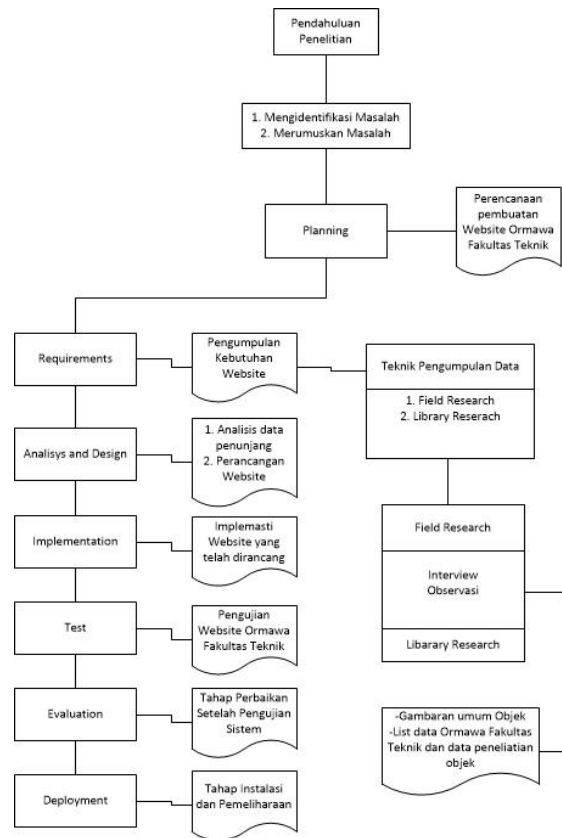 Pendahuluan
Penelitian
1. Mengidentifikasi Masalah
2. Merumuskan Masalah
Planning
Perencanaan
pembuatan
Website Ormawa
Fakultas Teknik
Requirements
Pengumpulan
Kebutuhan
Website
Teknik Pengumpulan Data
1. Field Research
2. Library Reserach
Analisys and Design
1. Analisis data
penunjang
2. Perancangan
Website
Implementation
Implemasti
Website yang
telah dirancang
Field Research
Interview
Observasi
Libarary Research
Test
Pengujian
Website Ormawa
Fakultas Teknik
Evaluation
Tahap Perbaikan
Setelah Pengujian
Sistem
-Gambaran umum Objek
-List data Ormawa Fakultas
Teknik dan data peneliatian
objek
Deployment
Tahap Instalasi
dan Pemeliharaan